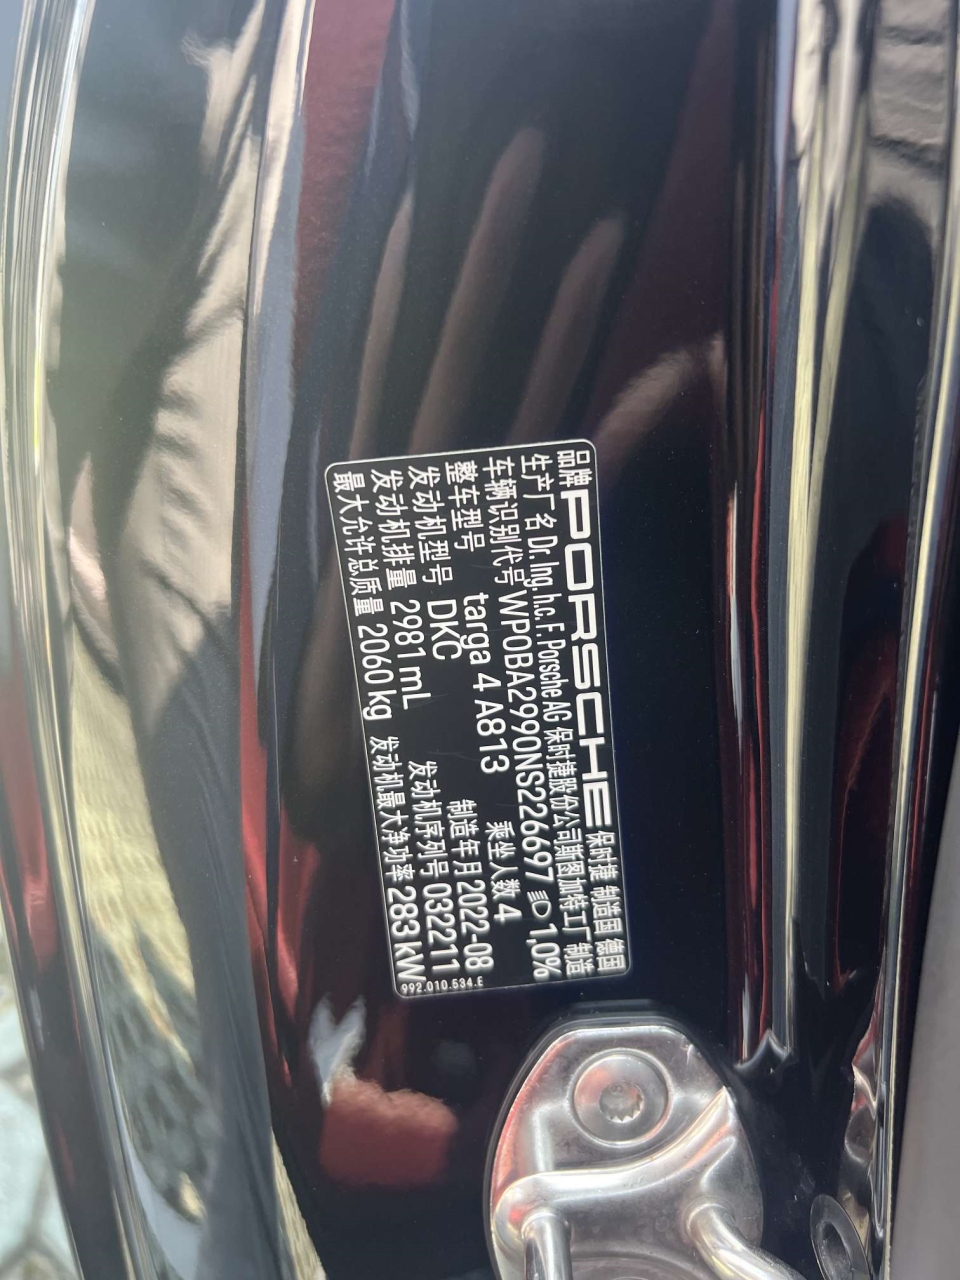 品牌 PORSCHE 保时捷 制造国 德国
生产厂名 Dr. Ing. h.c. F. Porsche AG 保时捷股份公司斯图加特工厂制造
车辆识别代号 WP0BA2990NS226697 1,0%
整车型号 targa 4 A813 乘坐人数 4
发动机型号 DKC 制造年月 2022-08
发动机排量 2981 mL 发动机序列号 032211
最大允许总质量 2060 kg 发动机最大净功率 283 kW
992.010.534.E